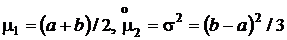 μ₁ = (a + b)/2, μ̊₂ = σ² = (b − a)² /3